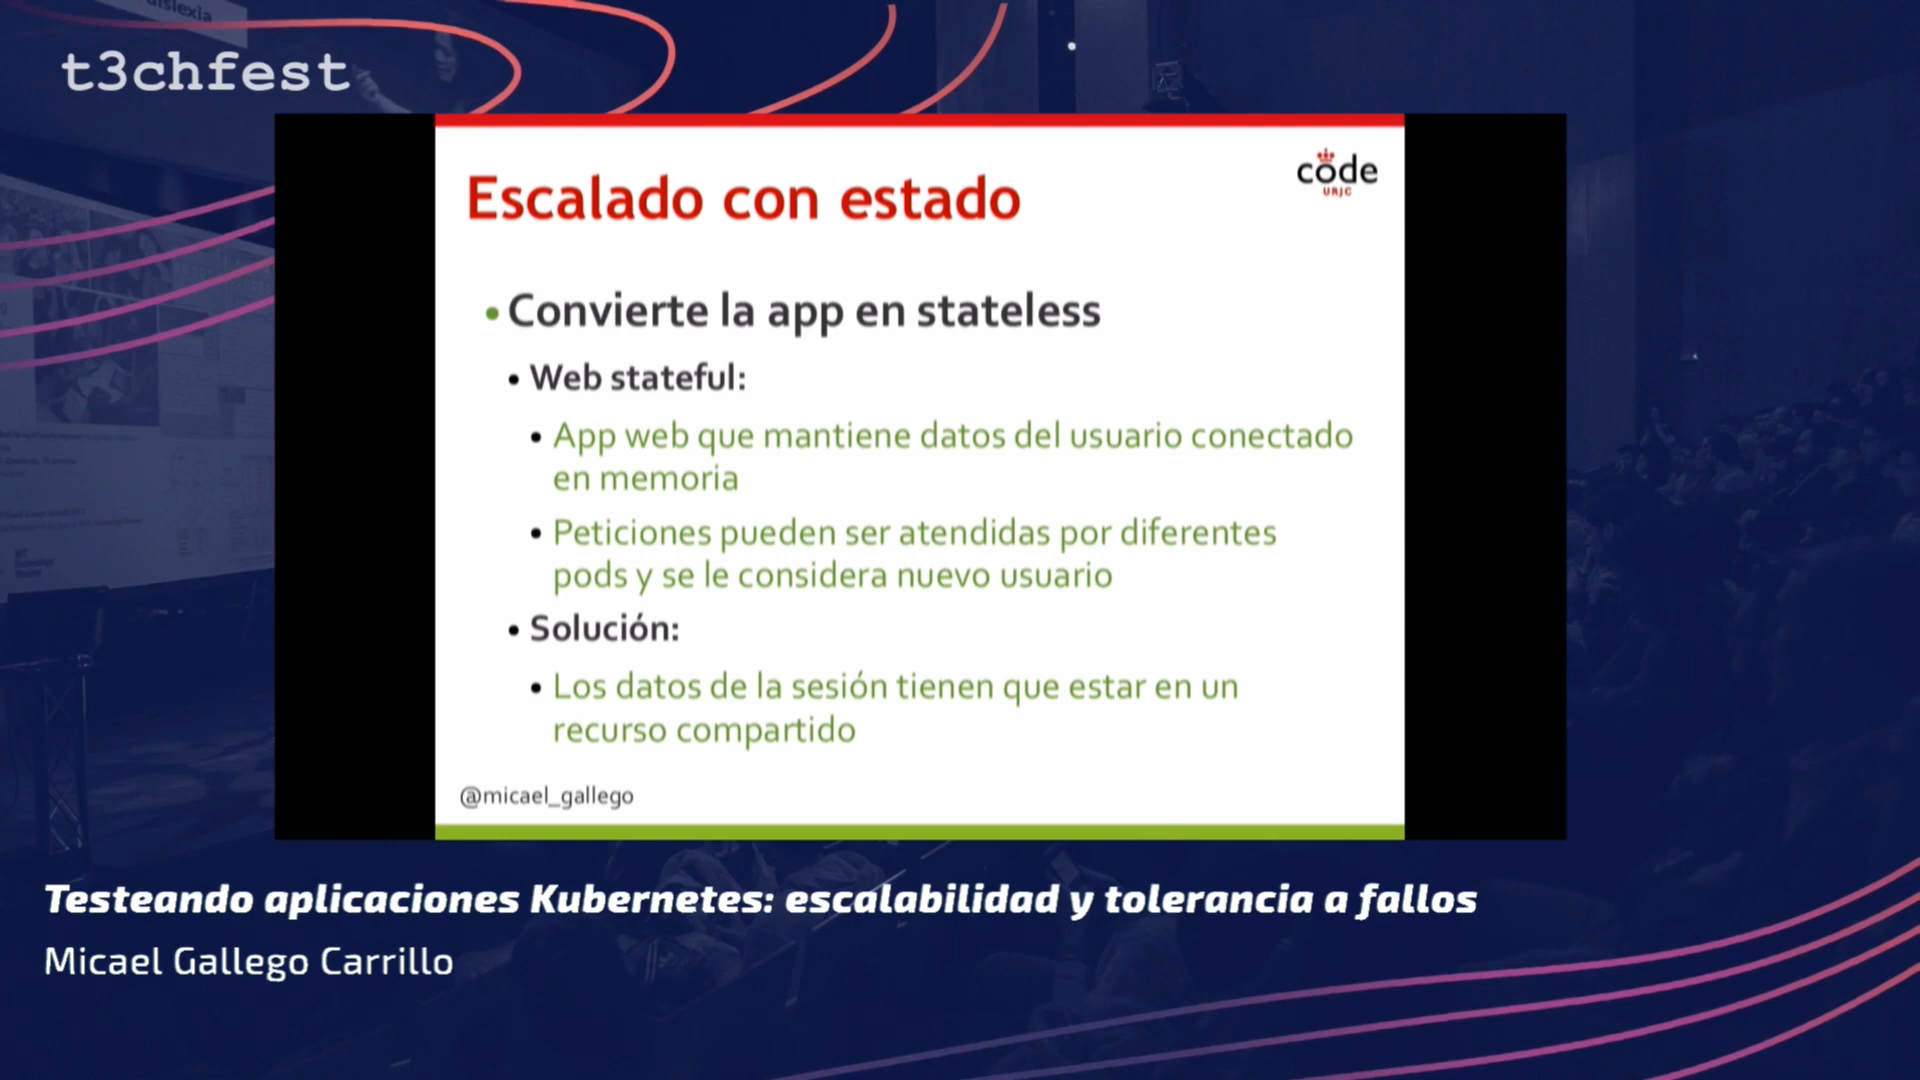 dislexia
t3chfest
code
URJC
Escalado con estado
• Convierte la app en stateless
• Web stateful:
• App web que mantiene datos del usuario conectado
en memoria
• Peticiones pueden ser atendidas por diferentes
pods y se le considera nuevo usuario
• Solución:
• Los datos de la sesión tienen que estar en un
recurso compartido
@micael_gallego
Testeando aplicaciones Kubernetes: escalabilidad y tolerancia a fallos
Micael Gallego Carrillo